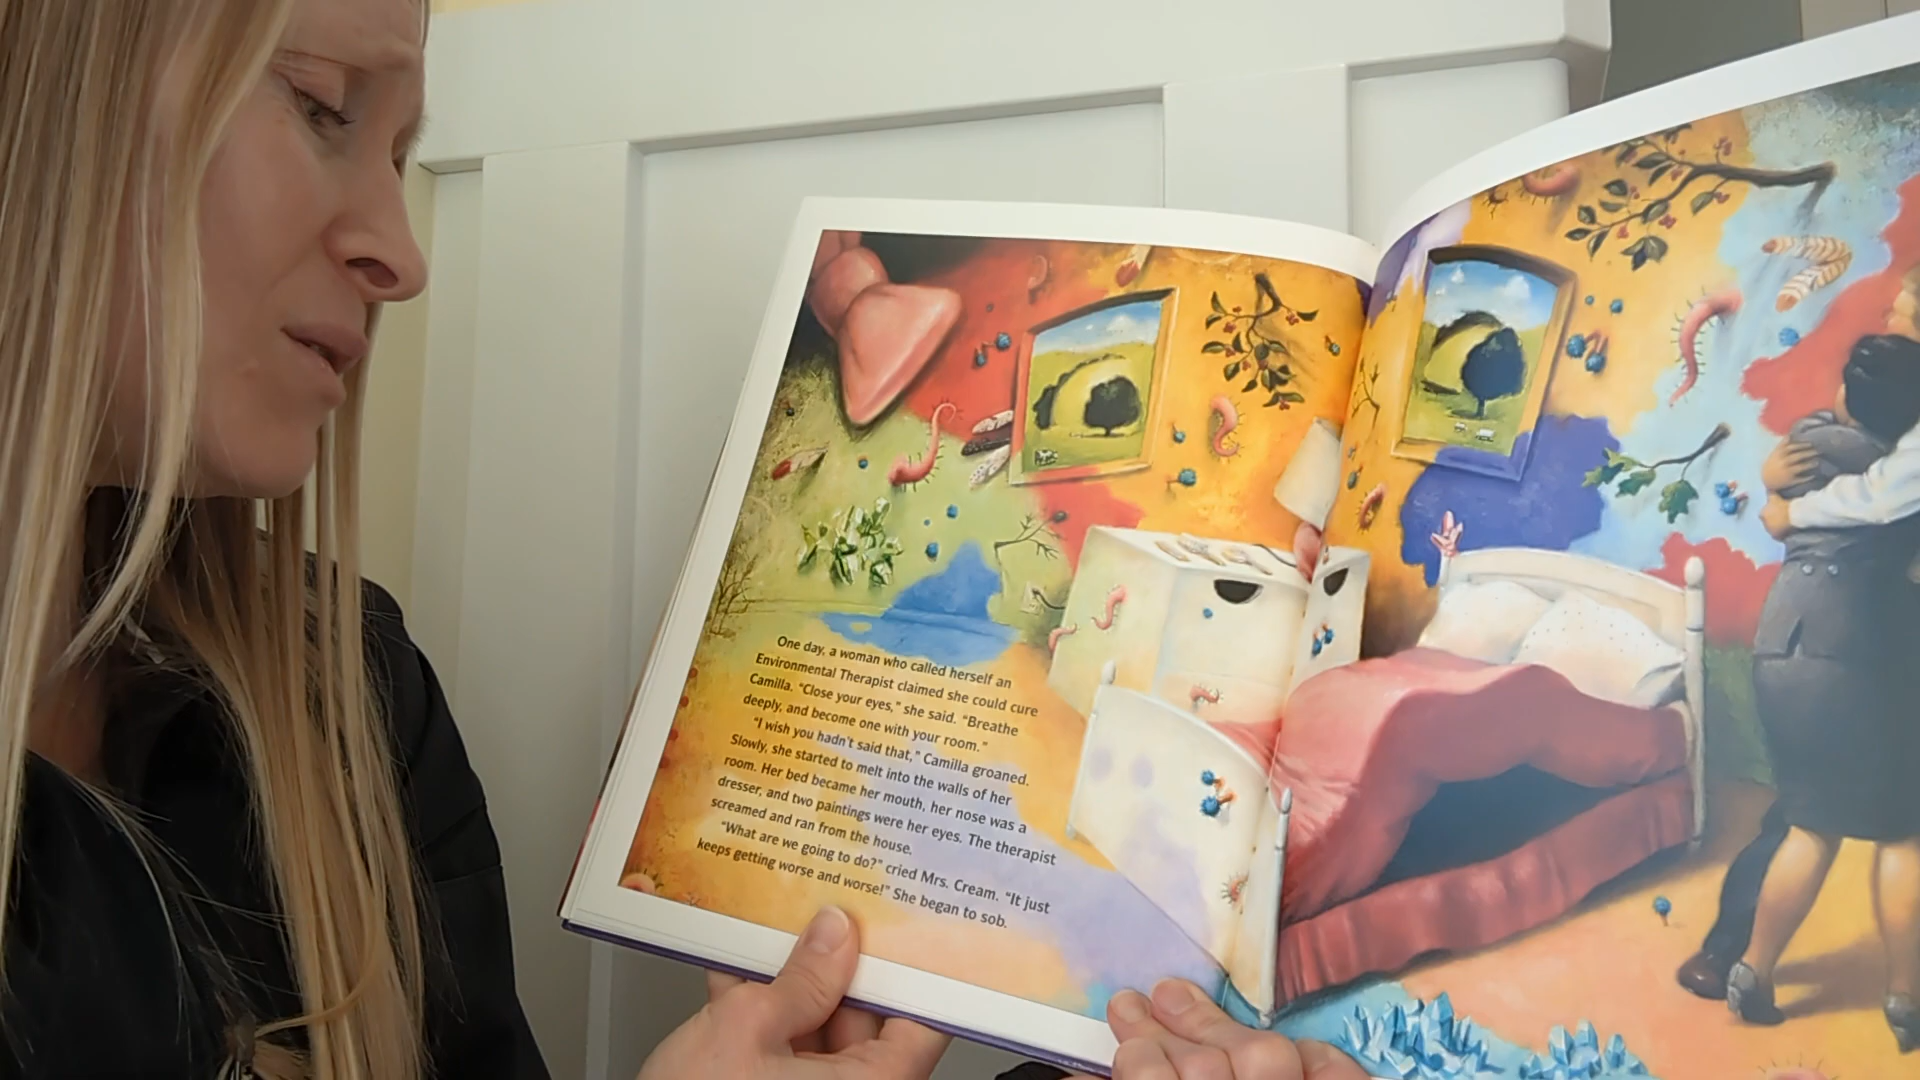 One day, a woman who called herself an
Environmental Therapist claimed she could cure
Camilla. "Close your eyes," she said. "Breathe
deeply, and become one with your room."
"I wish you hadn't said that," Camilla groaned.
Slowly, she started to melt into the walls of her
room. Her bed became her mouth, her nose was a
dresser, and two paintings were her eyes. The therapist
screamed and ran from the house.
"What are we going to do?" cried Mrs. Cream. "It just
keeps getting worse and worse!" She began to sob.